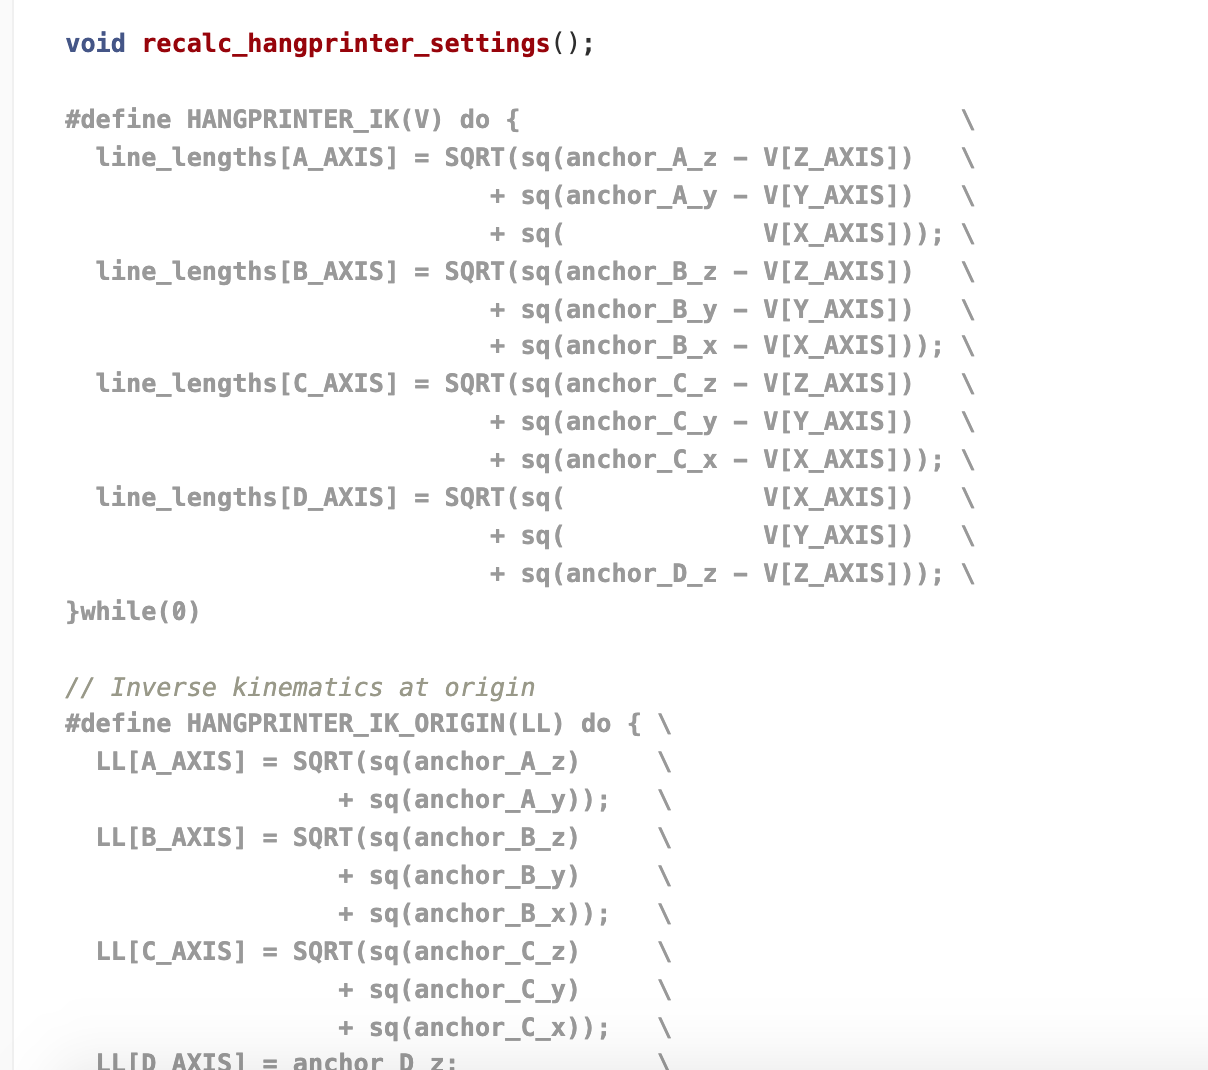 void recalc_hangprinter_settings();
#define HANGPRINTER_IK(V) do {                             \
  line_lengths[A_AXIS] = SQRT(sq(anchor_A_z - V[Z_AXIS])   \
                            + sq(anchor_A_y - V[Y_AXIS])   \
                            + sq(             V[X_AXIS])); \
  line_lengths[B_AXIS] = SQRT(sq(anchor_B_z - V[Z_AXIS])   \
                            + sq(anchor_B_y - V[Y_AXIS])   \
                            + sq(anchor_B_x - V[X_AXIS])); \
  line_lengths[C_AXIS] = SQRT(sq(anchor_C_z - V[Z_AXIS])   \
                            + sq(anchor_C_y - V[Y_AXIS])   \
                            + sq(anchor_C_x - V[X_AXIS])); \
  line_lengths[D_AXIS] = SQRT(sq(             V[X_AXIS])   \
                            + sq(             V[Y_AXIS])   \
                            + sq(anchor_D_z - V[Z_AXIS])); \
}while(0)
// Inverse kinematics at origin
#define HANGPRINTER_IK_ORIGIN(LL) do { \
  LL[A_AXIS] = SQRT(sq(anchor_A_z)     \
                  + sq(anchor_A_y));   \
  LL[B_AXIS] = SQRT(sq(anchor_B_z)     \
                  + sq(anchor_B_y)     \
                  + sq(anchor_B_x));   \
  LL[C_AXIS] = SQRT(sq(anchor_C_z)     \
                  + sq(anchor_C_y)     \
                  + sq(anchor_C_x));   \
  LL[D_AXIS] = anchor_D_z;             \